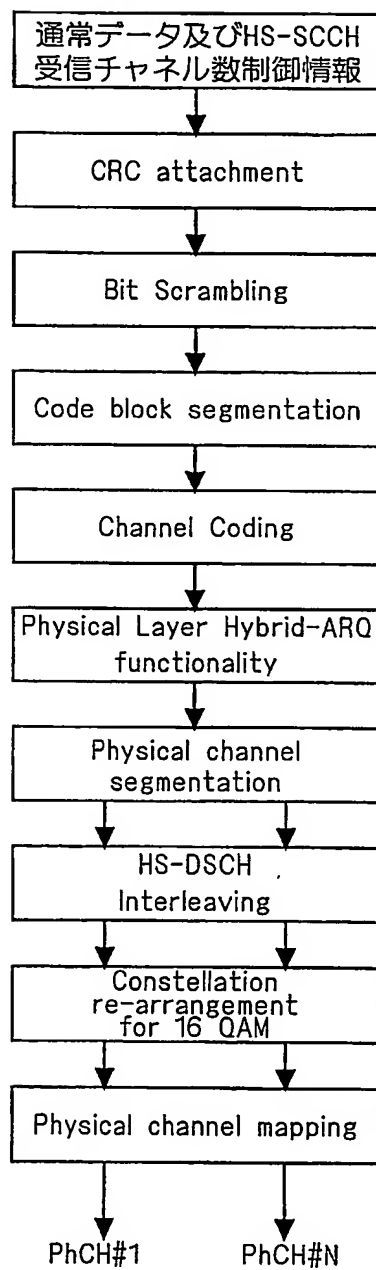 通常データ及びHS-SCCH
受信チャネル数制御情報
CRC attachment
Bit Scrambling
Code block segmentation
Channel Coding
Physical Layer Hybrid-ARQ
functionality
Physical channel
segmentation
HS-DSCH
Interleaving
Constellation
re-arrangement
for 16 QAM
Physical channel mapping
PhCH#1 PhCH#N